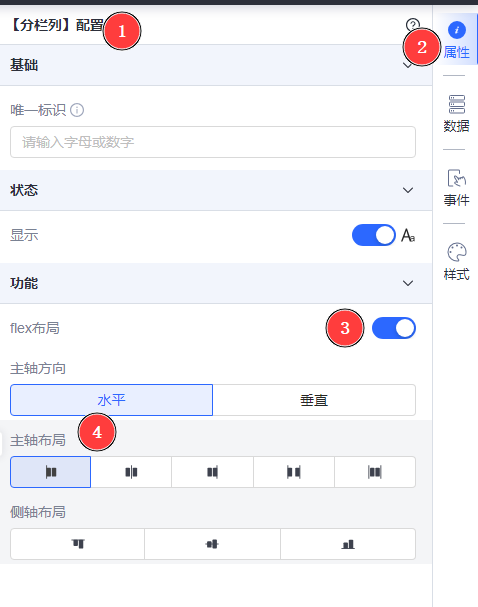 【分栏列】配置
1
2
属性
基础
唯一标识
请输入字母或数字
数据
状态
事件
显示
Aa
功能
样式
flex布局
3
主轴方向
水平
垂直
主轴布局
4
侧轴布局